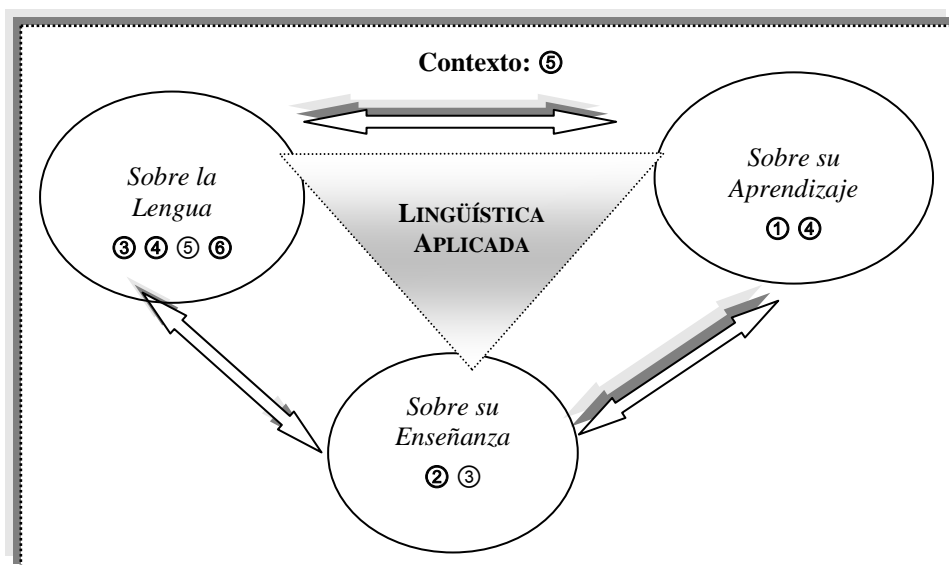 Contexto: ⑤
Sobre la
Lengua
③ ④ ⑤ ⑥
LINGÜÍSTICA
APLICADA
Sobre su
Aprendizaje
① ④
Sobre su
Enseñanza
② ③